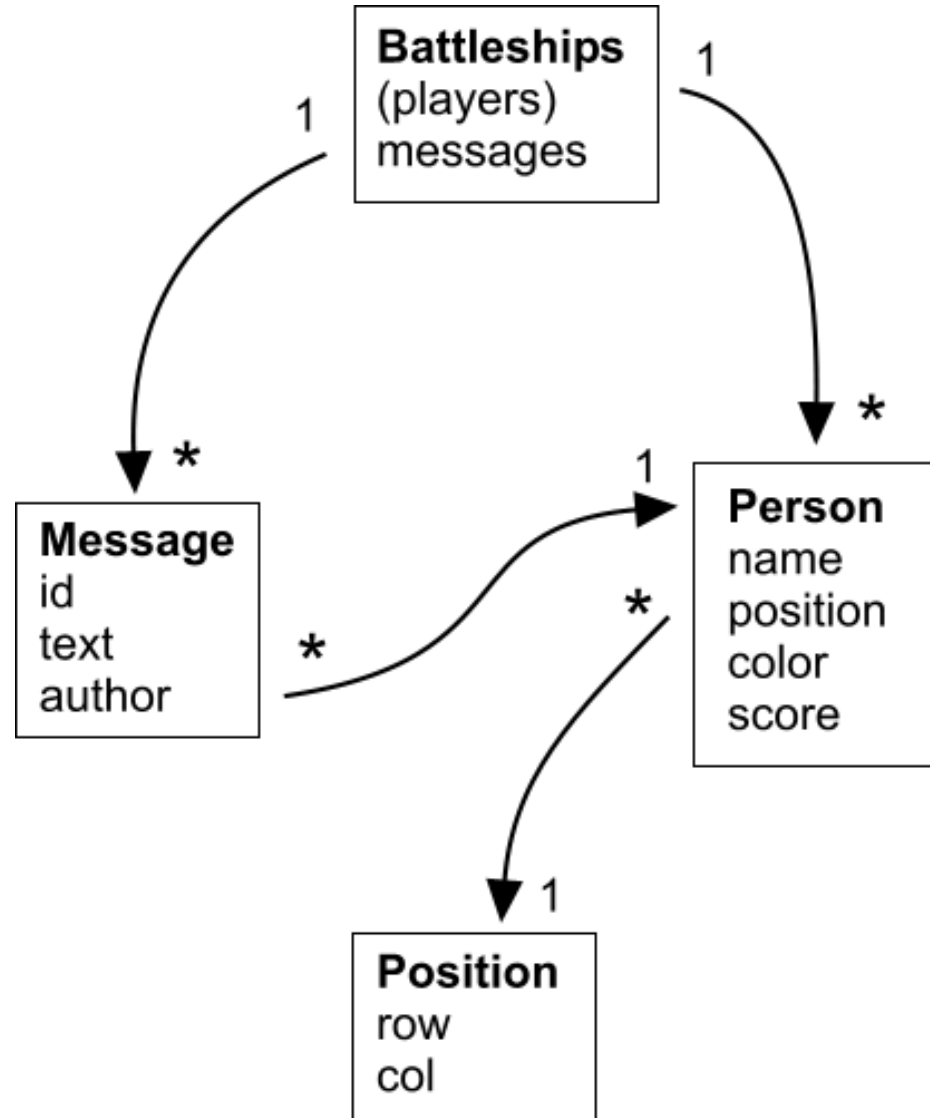 Battleships
(players)
messages
1
1
*
*
Message
id
text
author
*
1
*
Person
name
position
color
score
1
Position
row
col